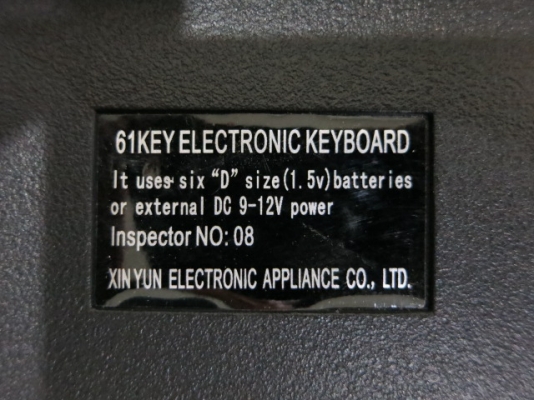 61KEY ELECTRONIC KEYBOARD
It uses six "D" size(1.5v)batteries
or external DC 9-12V power
Inspector NO: 08
XIN YUN ELECTRONIC APPLIANCE CO., LTD.